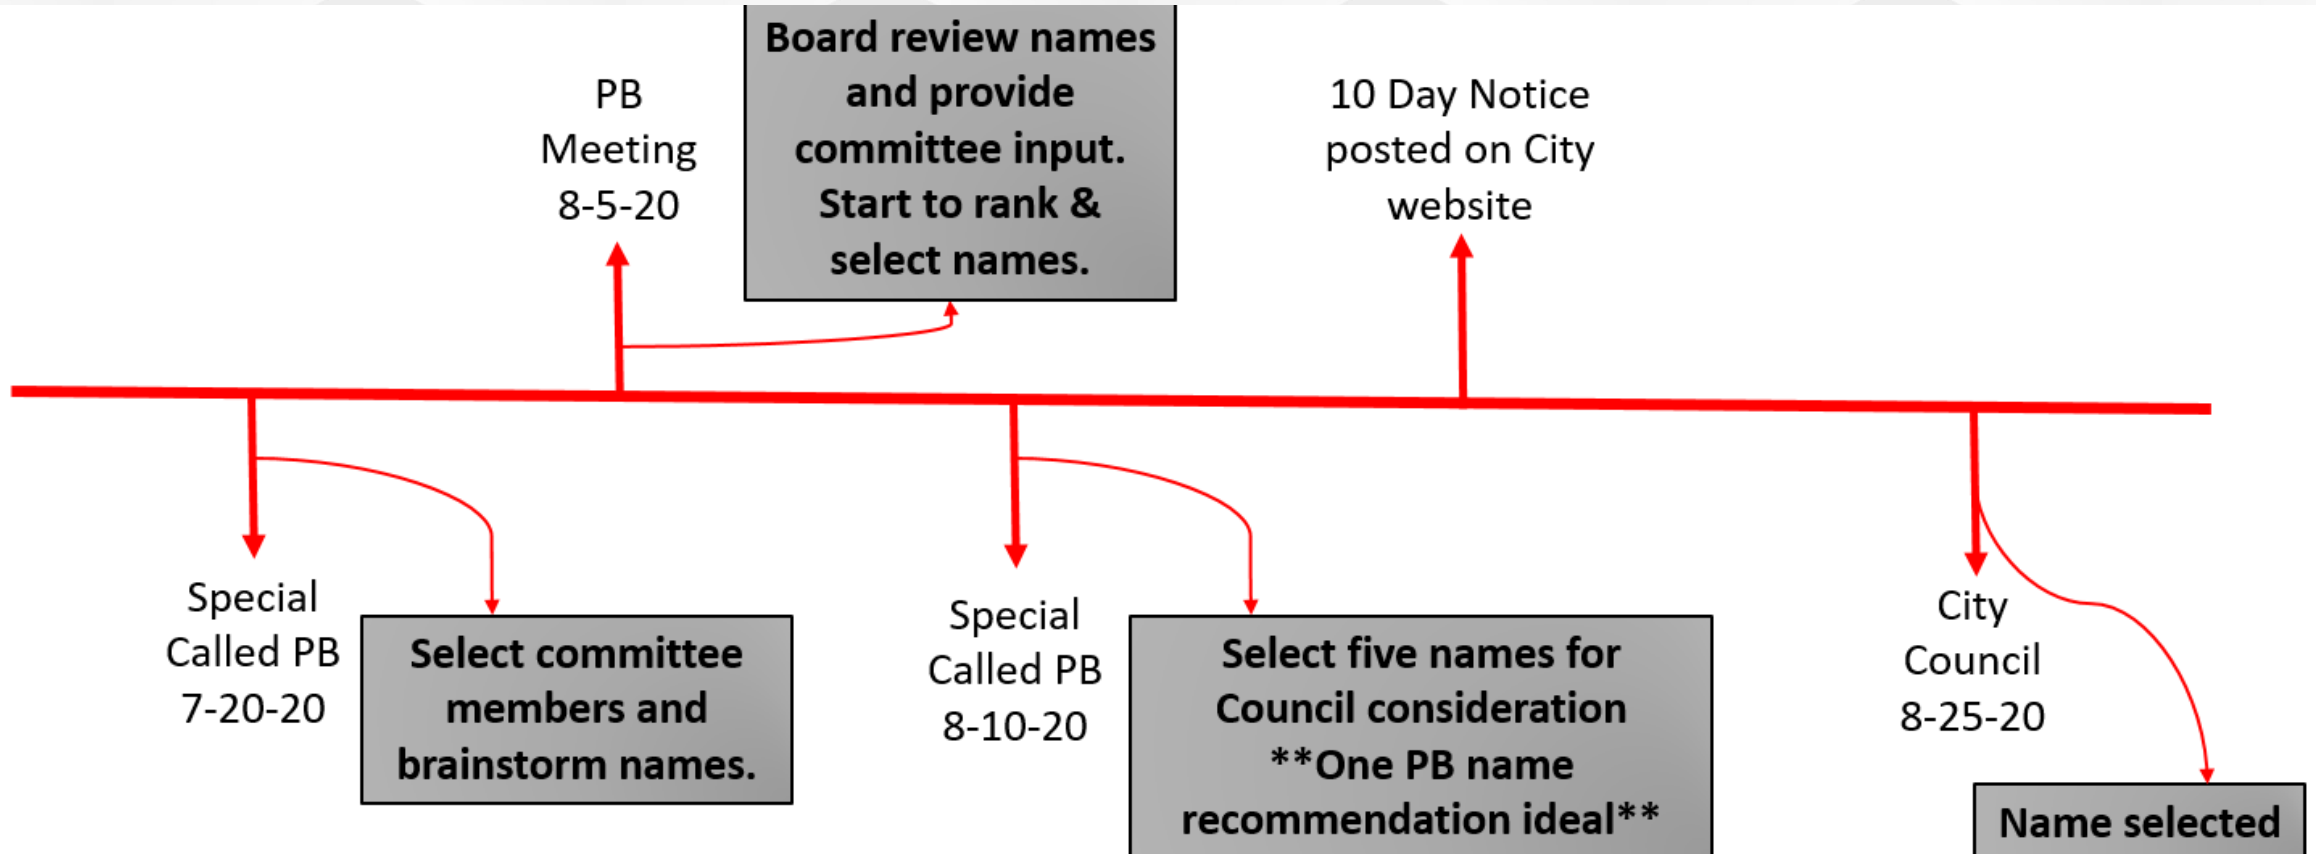 PB
Meeting
8-5-20
Board review names
and provide
committee input.
Start to rank &
select names.
10 Day Notice
posted on City
website
Special
Called PB
7-20-20
Select committee
members and
brainstorm names.
Special
Called PB
8-10-20
Select five names for
Council consideration
**One PB name
recommendation ideal**
City
Council
8-25-20
Name selected